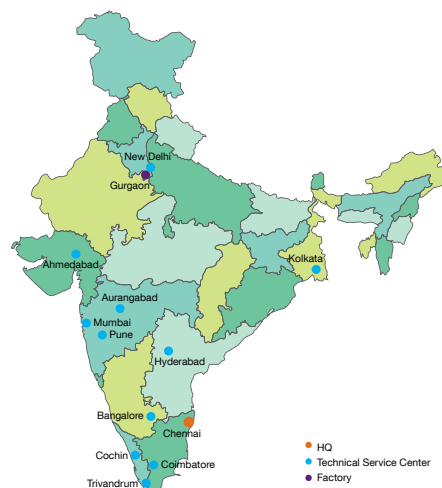 New Delhi
Gurgaon
Ahmedabad
Kolkata
Aurangabad
Mumbai
Pune
Hyderabad
Bangalore
Chennai
Cochin
Coimbatore
Trivandrum
HQ
Technical Service Center
Factory